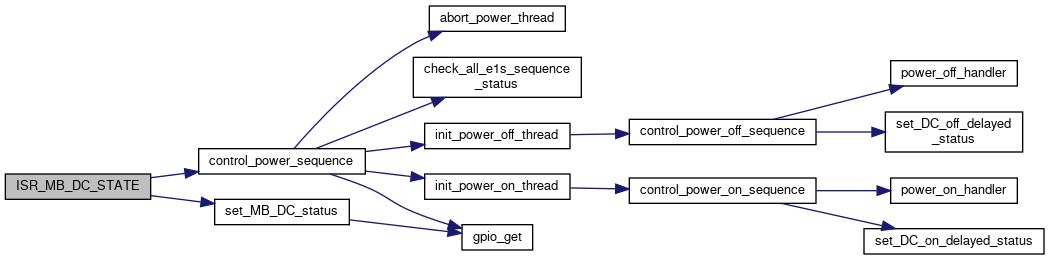 abort_power_thread
check_all_e1s_sequence
_status
power_off_handler
init_power_off_thread
control_power_off_sequence
set_DC_off_delayed
_status
control_power_sequence
ISR_MB_DC_STATE
init_power_on_thread
control_power_on_sequence
power_on_handler
set_MB_DC_status
gpio_get
set_DC_on_delayed_status